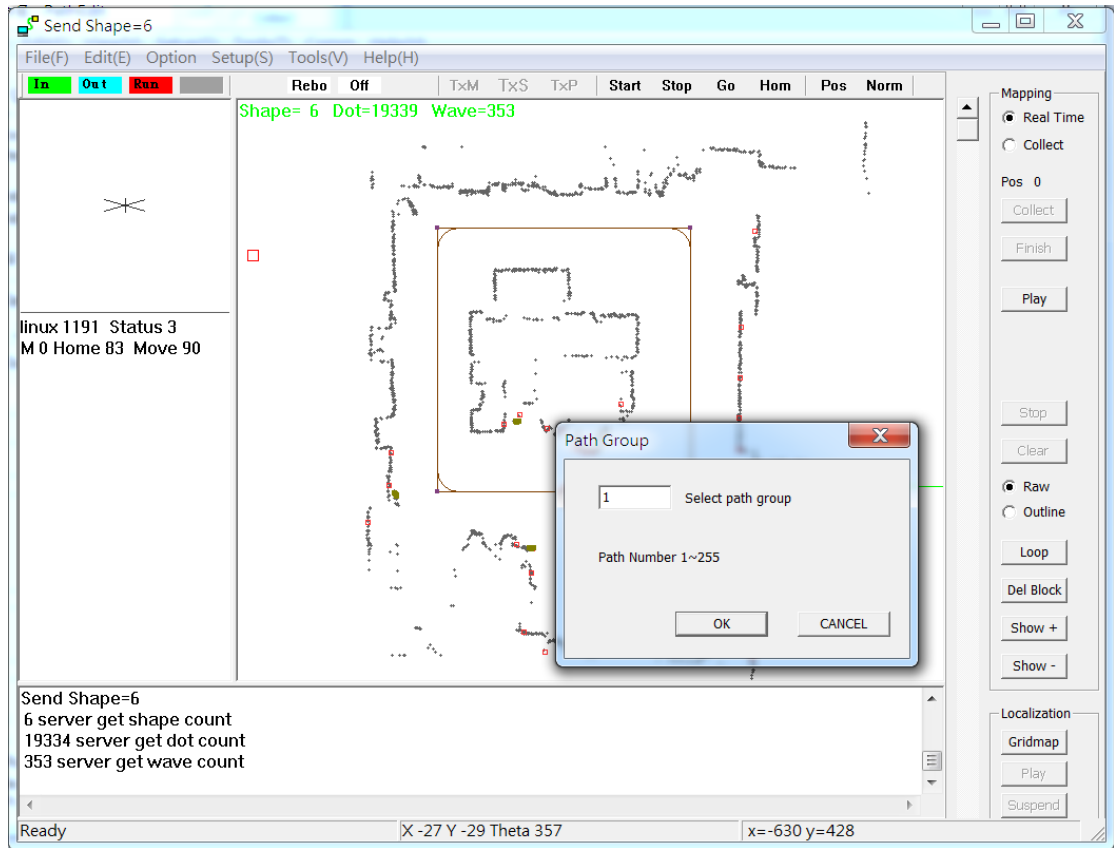 Send Shape=6
File(F) Edit(E) Option Setup(S) Tools(V) Help(H)
In Out Run Rebo Off TxM TxS TxP Start Stop Go Hom Pos Norm
Shape= 6 Dot=19339 Wave=353
linux 1191 Status 3
M 0 Home 83 Move 90
Mapping
Real Time
Collect
Pos 0
Collect
Finish
Play
Stop
Clear
Raw
Outline
Loop
Del Block
Show +
Show -
Path Group
1 Select path group
Path Number 1~255
OK CANCEL
Send Shape=6
6 server get shape count
19334 server get dot count
353 server get wave count
Localization
Gridmap
Play
Suspend
Ready X -27 Y -29 Theta 357 x=-630 y=428